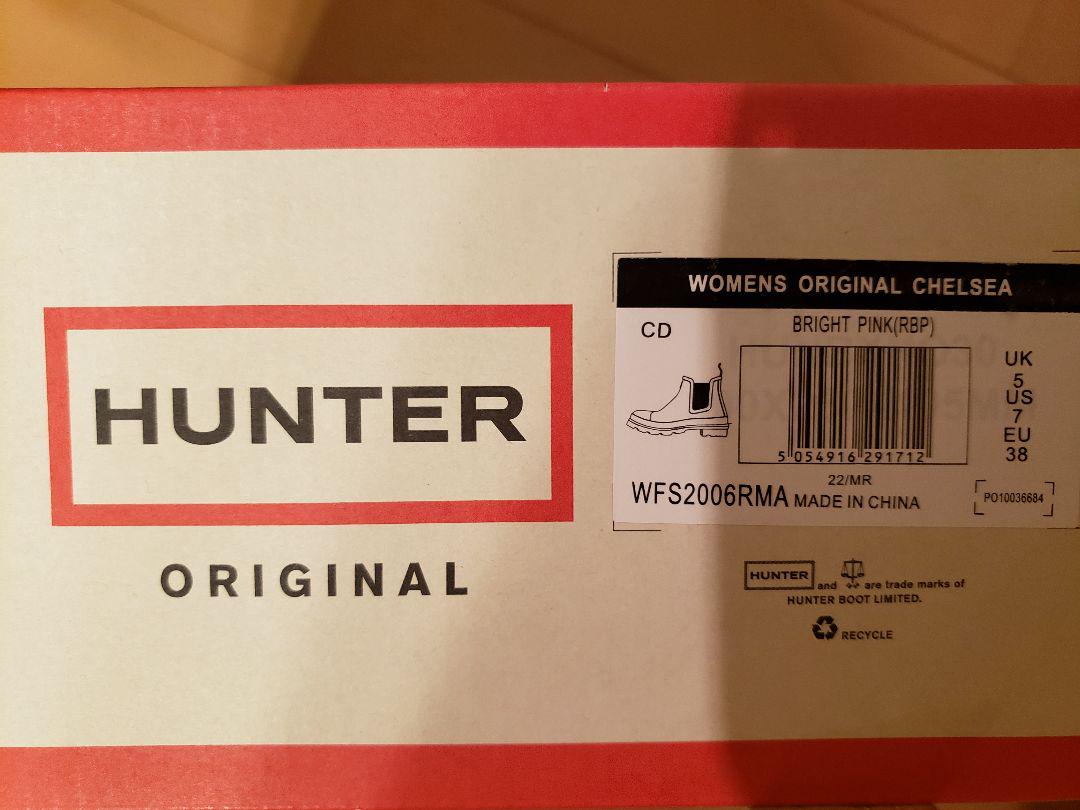 HUNTER
ORIGINAL
WOMENS ORIGINAL CHELSEA
CD
BRIGHT PINK(RBP)
5 054916 291712
UK
5
US
7
EU
38
22/MR
WFS2006RMA MADE IN CHINA
PO10036684
HUNTER and are trade marks of
HUNTER BOOT LIMITED.
RECYCLE